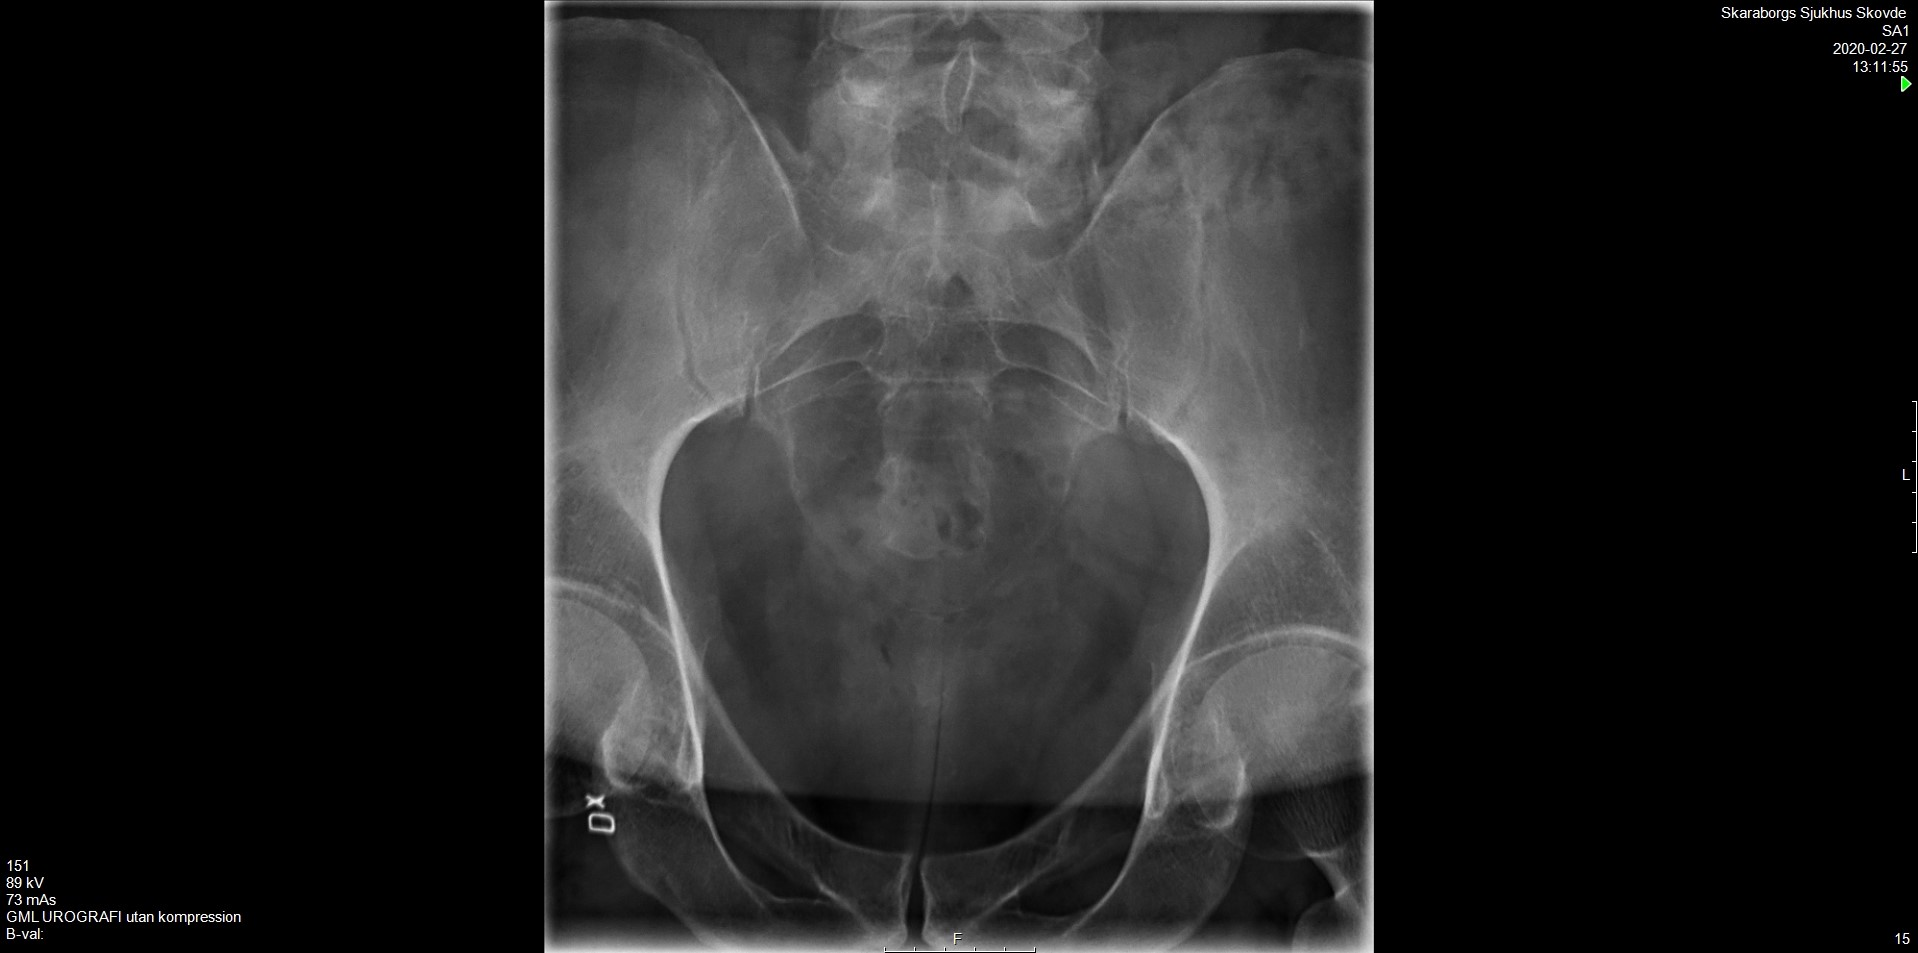 Skaraborgs Sjukhus Skovde
SA1
2020-02-27
13:11:55
L
DX
151
89 kV
73 mAs
GML UROGRAFI utan kompression
B-val:
F
15